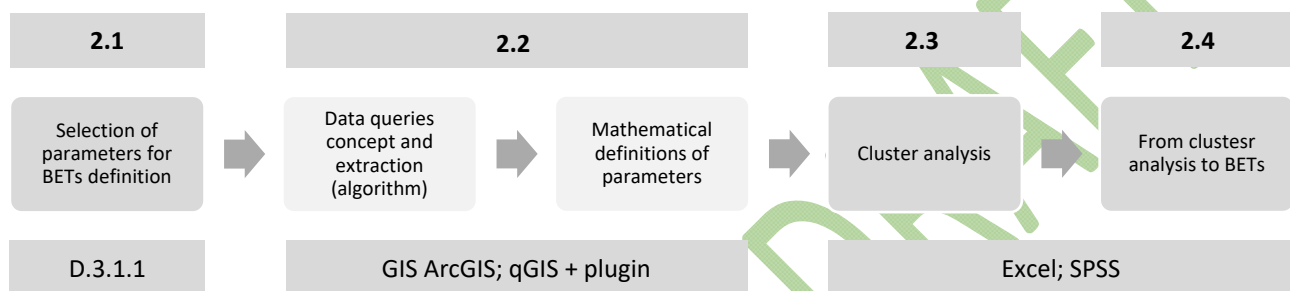 2.1
2.2
2.3
2.4
Selection of
parameters for
BETs definition
Data queries
concept and
extraction
(algorithm)
Mathematical
definitions of
parameters
Cluster analysis
From clustesr
analysis to BETs
D.3.1.1
GIS ArcGIS; qGIS + plugin
Excel; SPSS
DRAFT